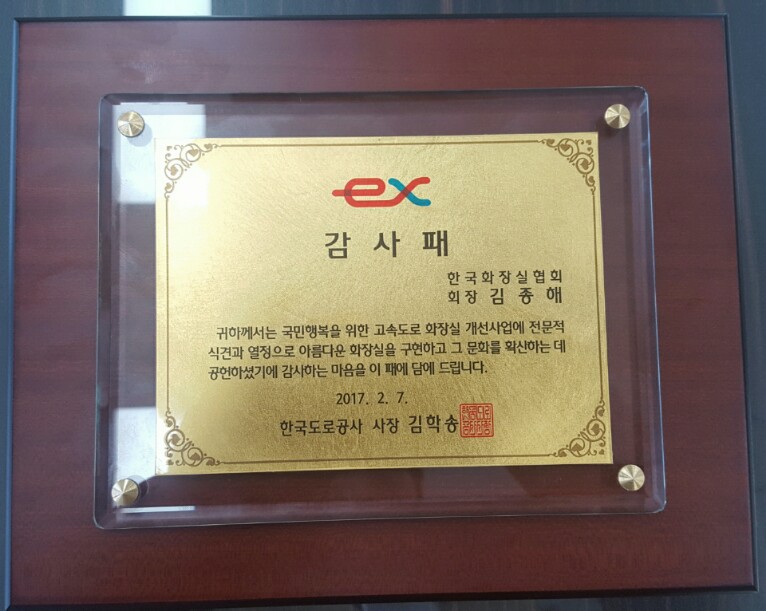 ex
감사패
한국화장실협회
회장 김종해
귀하께서는 국민행복을 위한 고속도로 화장실 개선사업에 전문적
식견과 열정으로 아름다운 화장실을 구현하고 그 문화를 확산하는 데
공헌하셨기에 감사하는 마음을 이 패에 담에 드립니다.
2017. 2. 7.
한국도로공사 사장 김학송